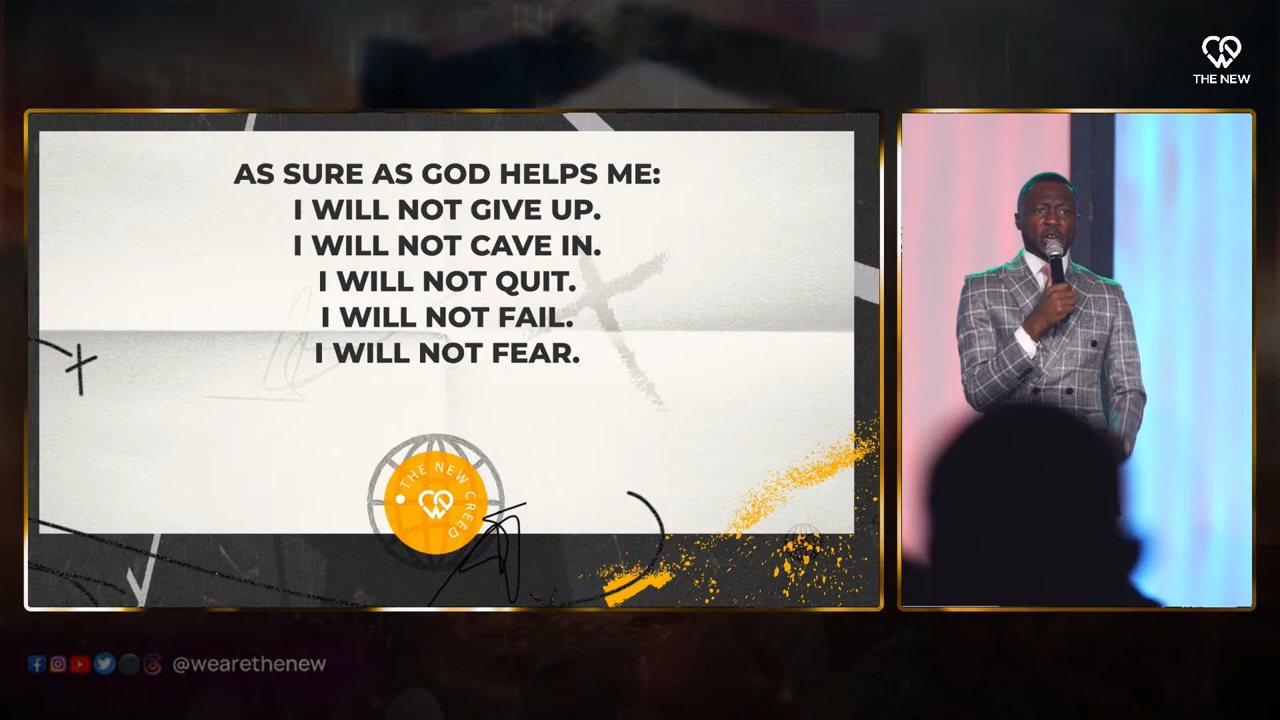 THE NEW
AS SURE AS GOD HELPS ME:
I WILL NOT GIVE UP.
I WILL NOT CAVE IN.
I WILL NOT QUIT.
I WILL NOT FAIL.
I WILL NOT FEAR.
THE NEW CREED
@wearethenew